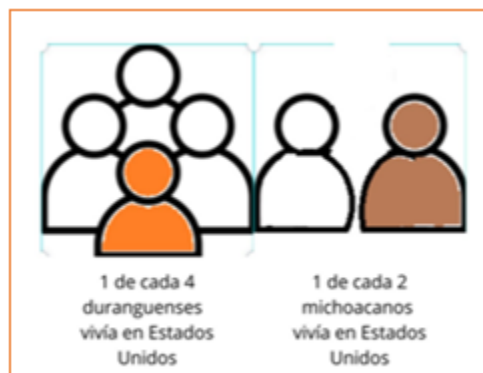 1 de cada 4
duranguenses
vivía en Estados
Unidos
1 de cada 2
michoacanos
vivía en Estados
Unidos